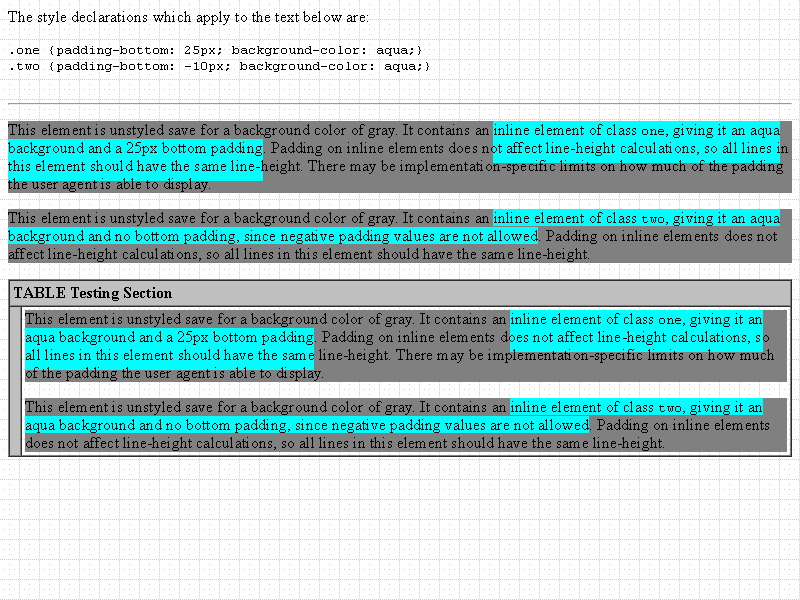 The style declarations which apply to the text below are:
.one {padding-bottom: 25px; background-color: aqua;}
.two {padding-bottom: -10px; background-color: aqua;}
This element is unstyled save for a background color of gray. It contains an inline element of class one, giving it an aqua
background and a 25px bottom padding. Padding on inline elements does not affect line-height calculations, so all lines in
this element should have the same line-height. There may be implementation-specific limits on how much of the padding
the user agent is able to display.
This element is unstyled save for a background color of gray. It contains an inline element of class two, giving it an aqua
background and no bottom padding, since negative padding values are not allowed. Padding on inline elements does not
affect line-height calculations, so all lines in this element should have the same line-height.
TABLE Testing Section
This element is unstyled save for a background color of gray. It contains an inline element of class one, giving it an
aqua background and a 25px bottom padding. Padding on inline elements does not affect line-height calculations, so
all lines in this element should have the same line-height. There may be implementation-specific limits on how much
of the padding the user agent is able to display.
This element is unstyled save for a background color of gray. It contains an inline element of class two, giving it an
aqua background and no bottom padding, since negative padding values are not allowed. Padding on inline elements
does not affect line-height calculations, so all lines in this element should have the same line-height.